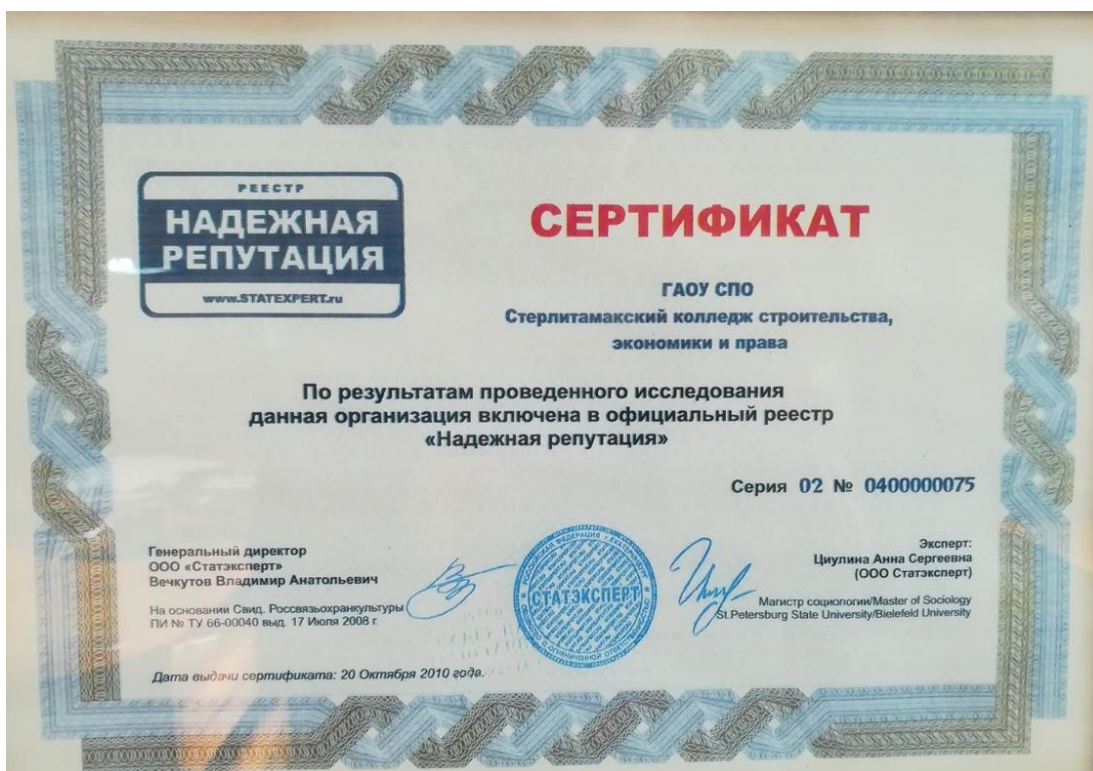 РЕЕСТР
НАДЕЖНАЯ
РЕПУТАЦИЯ
www.STATEXPERT.ru
СЕРТИФИКАТ
ГАОУ СПО
Стерлитамакский колледж строительства,
экономики и права
По результатам проведенного исследования
данная организация включена в официальный реестр
«Надежная репутация»
Серия 02 № 0400000075
Генеральный директор
ООО «Статэксперт»
Вечкутов Владимир Анатольевич
На основании Свид. Россвязьохранкультуры
ПИ № ТУ 66-00040 выд. 17 Июля 2008 г.
Дата выдачи сертификата: 20 Октября 2010 года.
СТАТЭКСПЕРТ
Эксперт:
Циулина Анна Сергеевна
(ООО Статэксперт)
Магистр социологии/Master of Sociology
St.Petersburg State University/Bielefeld University